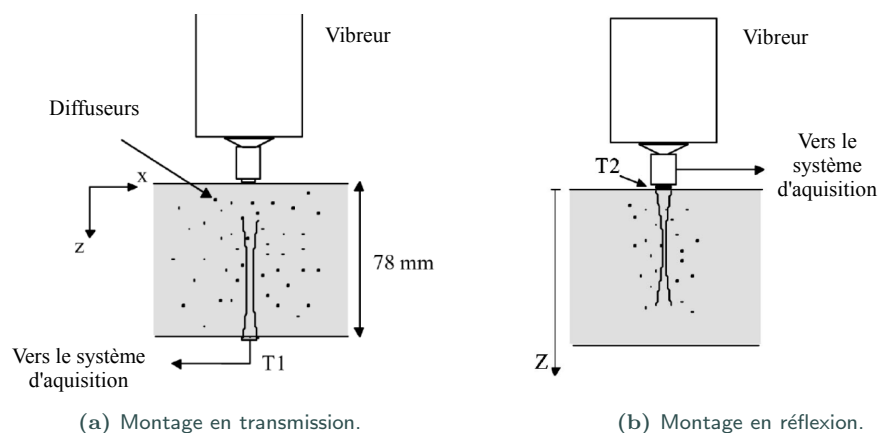 Vibreur
Diffuseurs
x
z
78 mm
T1
Vers le système
d'aquisition
(a) Montage en transmission.
Vibreur
T2
Vers le
système
d'aquisition
Z
(b) Montage en réflexion.